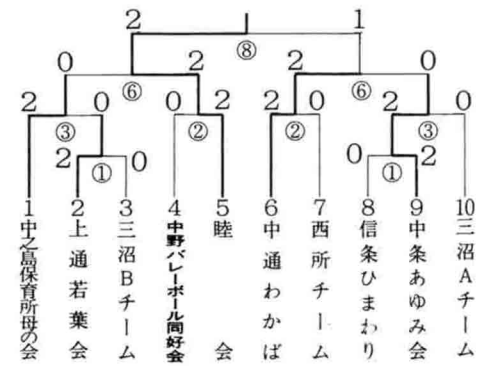 2 1
⑧
0 2 2 0
⑥ ⑥
2 0 0 2 2 0 2 0
③ ② ② ③
2 0 0 2
① ①
1 中之島保育所母の会
2 上通若葉会
3 三沼Bチーム
4 中野バレーボール同好会
5 睦会
6 中通わかば
7 西所チーム
8 信条ひまわり
9 中条あゆみ会
10 三沼Aチーム